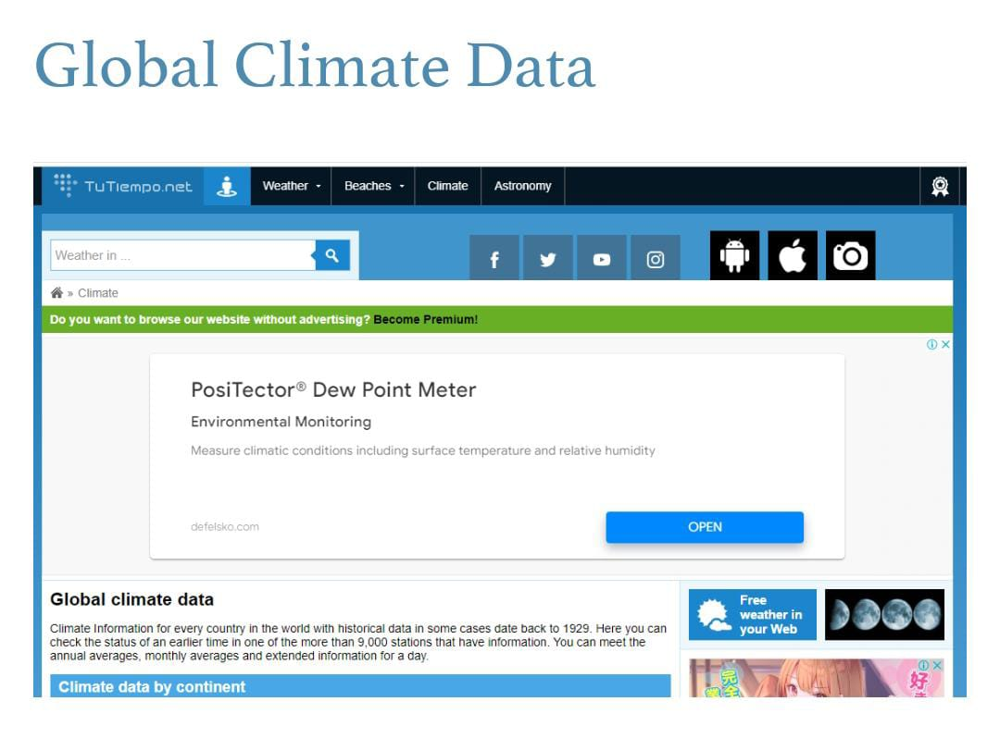 Global Climate Data
TuTiempo.net
Weather
Beaches
Climate
Astronomy
Weather in ...
» Climate
Do you want to browse our website without advertising? Become Premium!
PosiTector® Dew Point Meter
Environmental Monitoring
Measure climatic conditions including surface temperature and relative humidity
defelsko.com
OPEN
Global climate data
Climate Information for every country in the world with historical data in some cases date back to 1929. Here you can
check the status of an earlier time in one of the more than 9,000 stations that have information. You can meet the
annual averages, monthly averages and extended information for a day.
Climate data by continent
Free
weather in
your Web
完全
好